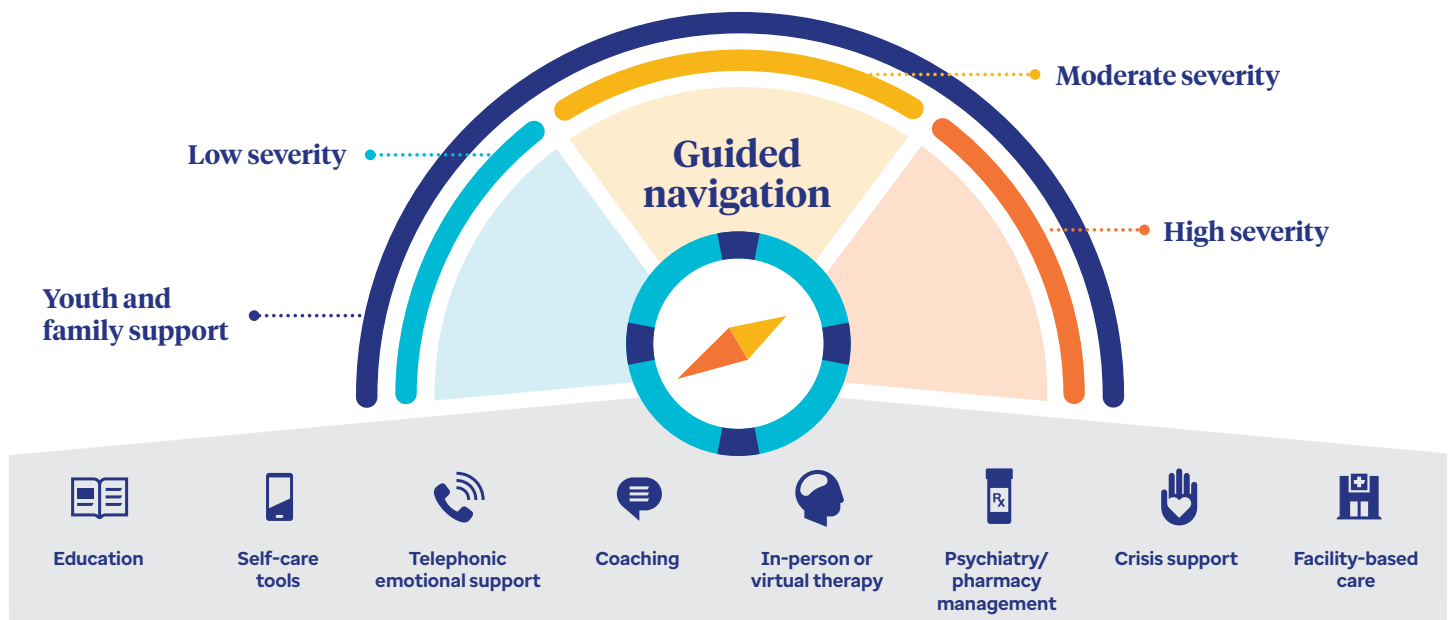 Moderate severity
Low severity
Guided
navigation
High severity
Youth and
family support
Education
Self-care
tools
Telephonic
emotional support
Coaching
In-person or
virtual therapy
Rx
Psychiatry/
pharmacy
management
Crisis support
Facility-based
care